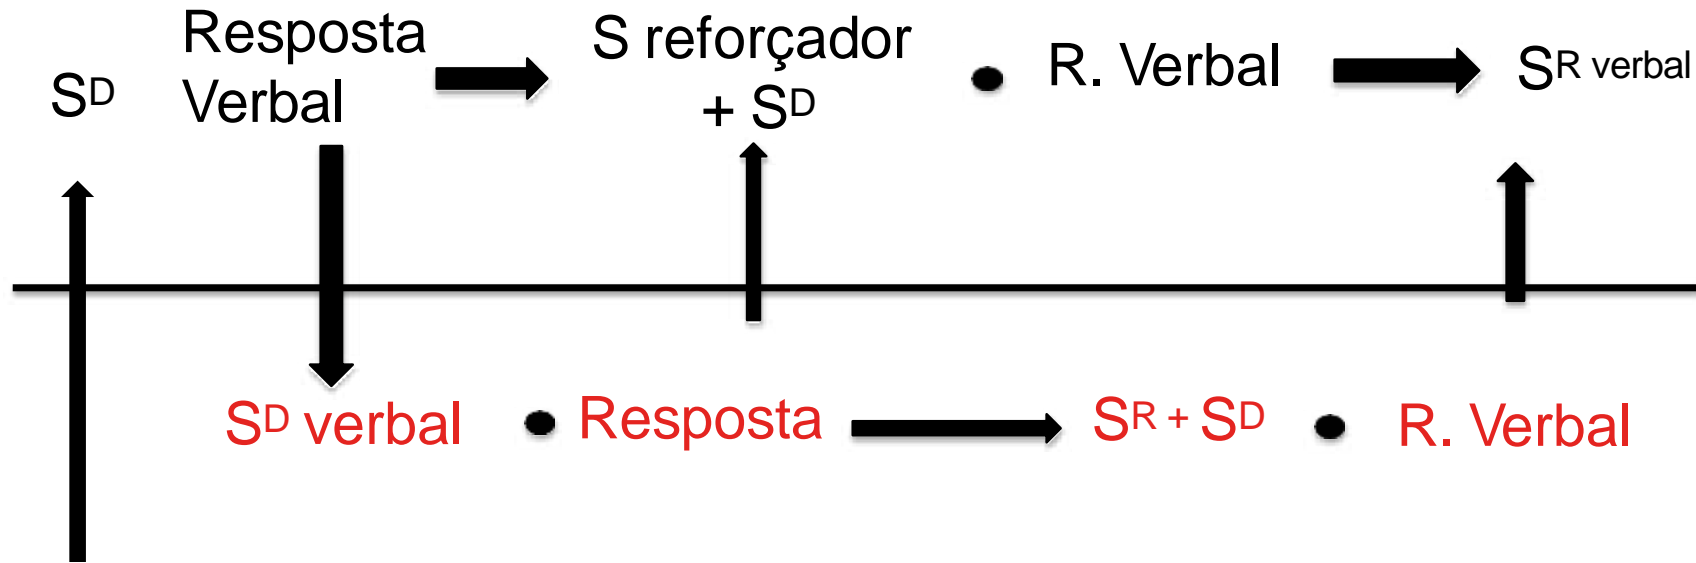 Resposta
Verbal
S reforçador
+ Sᴰ
Sᴰ
R. Verbal
Sᴿ ᵛᵉʳᵇᵃˡ
Sᴰ verbal
Resposta
Sᴿ ⁺ Sᴰ
R. Verbal